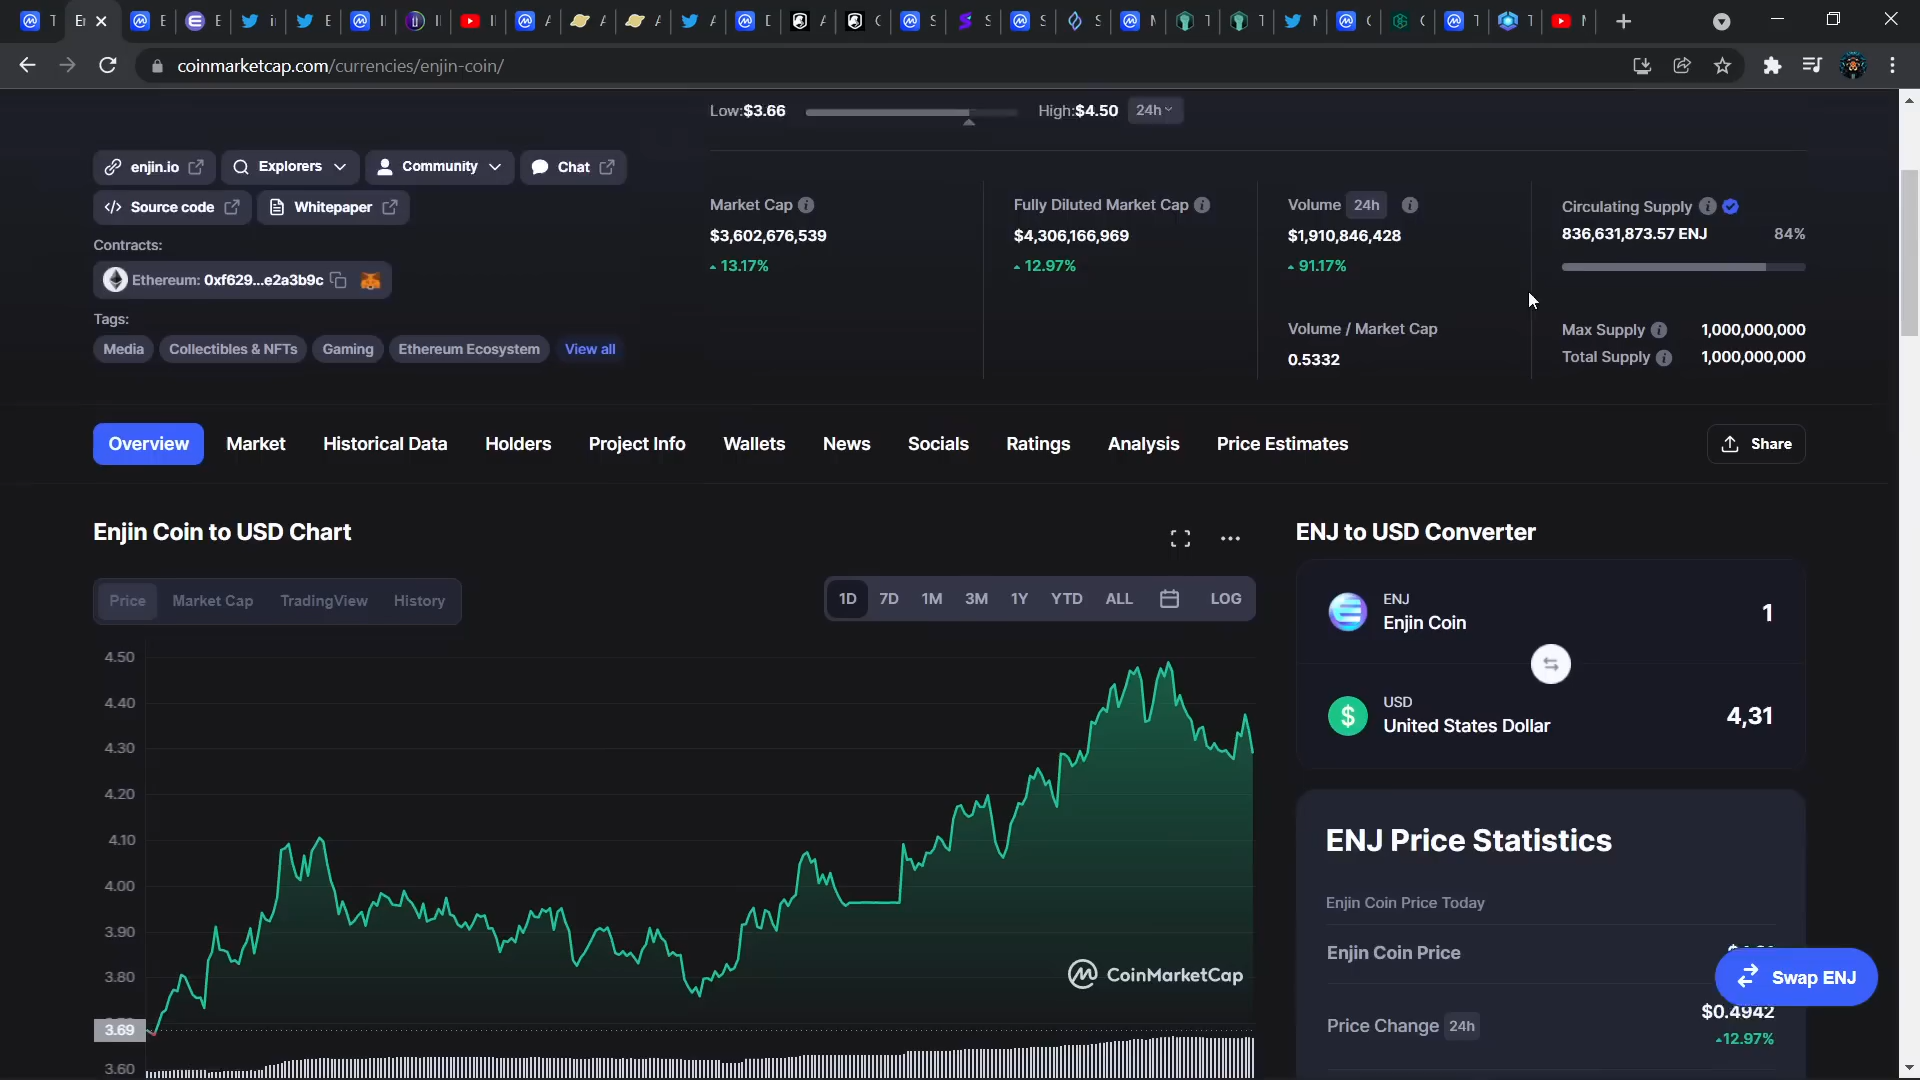 coinmarketcap.com/currencies/enjin-coin/
Low:$3.66 High:$4.50 24h
enjin.io Explorers Community Chat
Source code Whitepaper
Contracts:
Ethereum: 0xf629...e2a3b9c
Tags:
Media Collectibles & NFTs Gaming Ethereum Ecosystem View all
Market Cap
$3,602,676,539
13.17%
Fully Diluted Market Cap
$4,306,166,969
12.97%
Volume 24h
$1,910,846,428
91.17%
Volume / Market Cap
0.5332
Circulating Supply
836,631,873.57 ENJ 84%
Max Supply 1,000,000,000
Total Supply 1,000,000,000
Overview Market Historical Data Holders Project Info Wallets News Socials Ratings Analysis Price Estimates Share
Enjin Coin to USD Chart
Price Market Cap TradingView History
1D 7D 1M 3M 1Y YTD ALL LOG
4.50
4.40
4.30
4.20
4.10
4.00
3.90
3.80
3.69
3.60
CoinMarketCap
ENJ to USD Converter
ENJ
Enjin Coin 1
USD
United States Dollar 4,31
ENJ Price Statistics
Enjin Coin Price Today
Enjin Coin Price
Swap ENJ
Price Change 24h $0.4942
12.97%